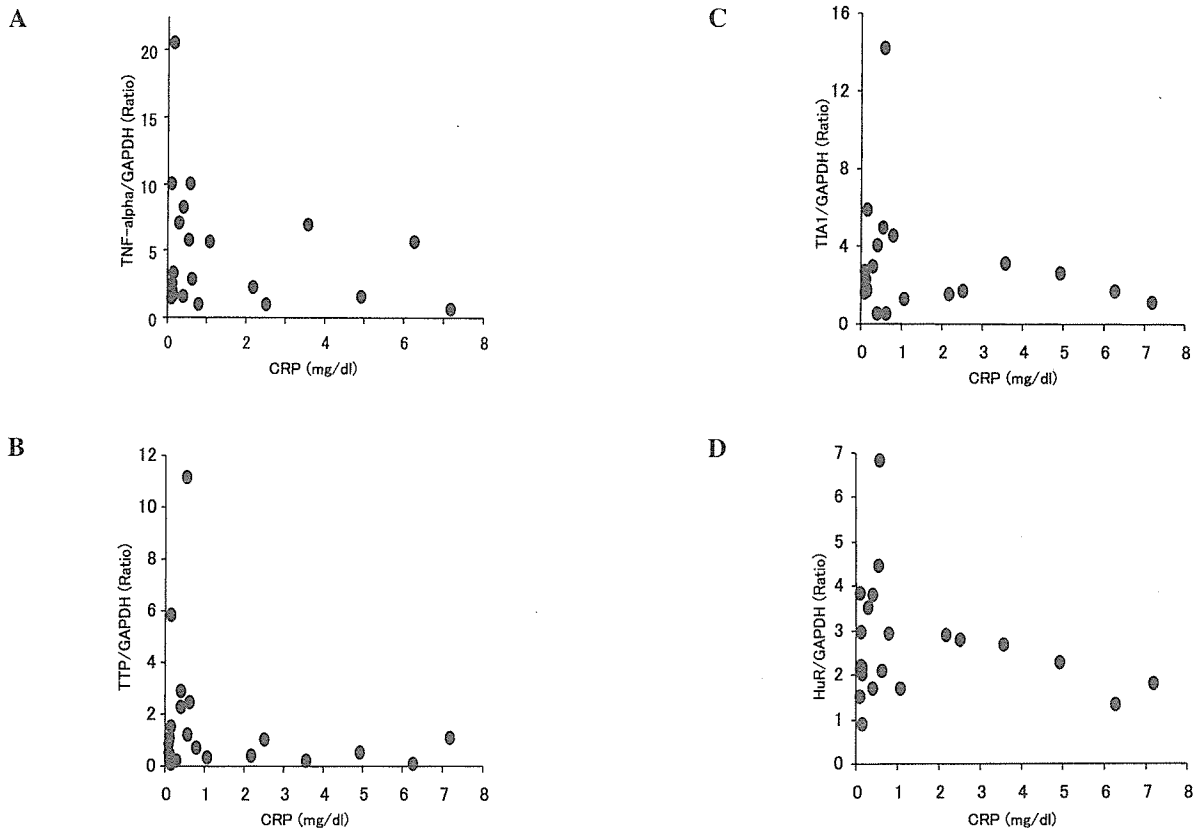 A
TNF-alpha/GAPDH (Ratio)
20
15
10
5
0
0 2 4 6 8
CRP (mg/dl)
C
TIA1/GAPDH (Ratio)
16
12
8
4
0
0 1 2 3 4 5 6 7 8
CRP (mg/dl)
B
TTP/GAPDH (Ratio)
12
10
8
6
4
2
0
0 1 2 3 4 5 6 7 8
CRP (mg/dl)
D
HuR/GAPDH (Ratio)
7
6
5
4
3
2
1
0
0 1 2 3 4 5 6 7 8
CRP (mg/dl)